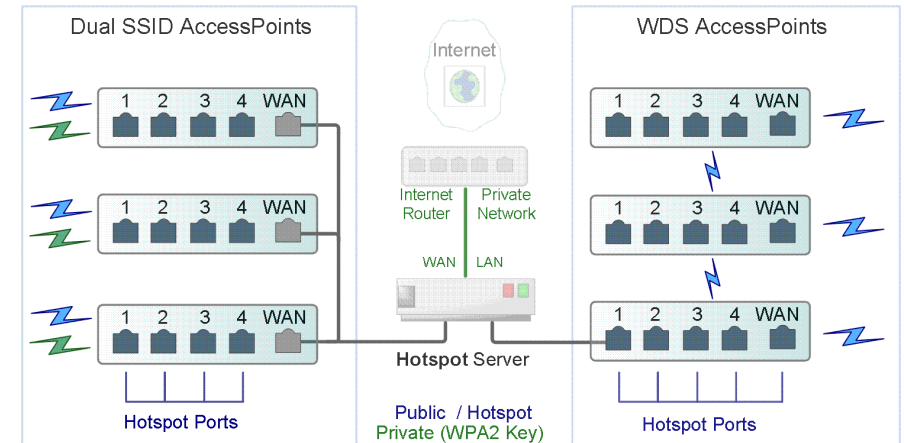 Dual SSID AccessPoints
1 2 3 4 WAN
1 2 3 4 WAN
1 2 3 4 WAN
Hotspot Ports
Internet
Internet Router
Private Network
WAN LAN
Hotspot Server
Public / Hotspot
Private (WPA2 Key)
WDS AccessPoints
1 2 3 4 WAN
1 2 3 4 WAN
1 2 3 4 WAN
Hotspot Ports